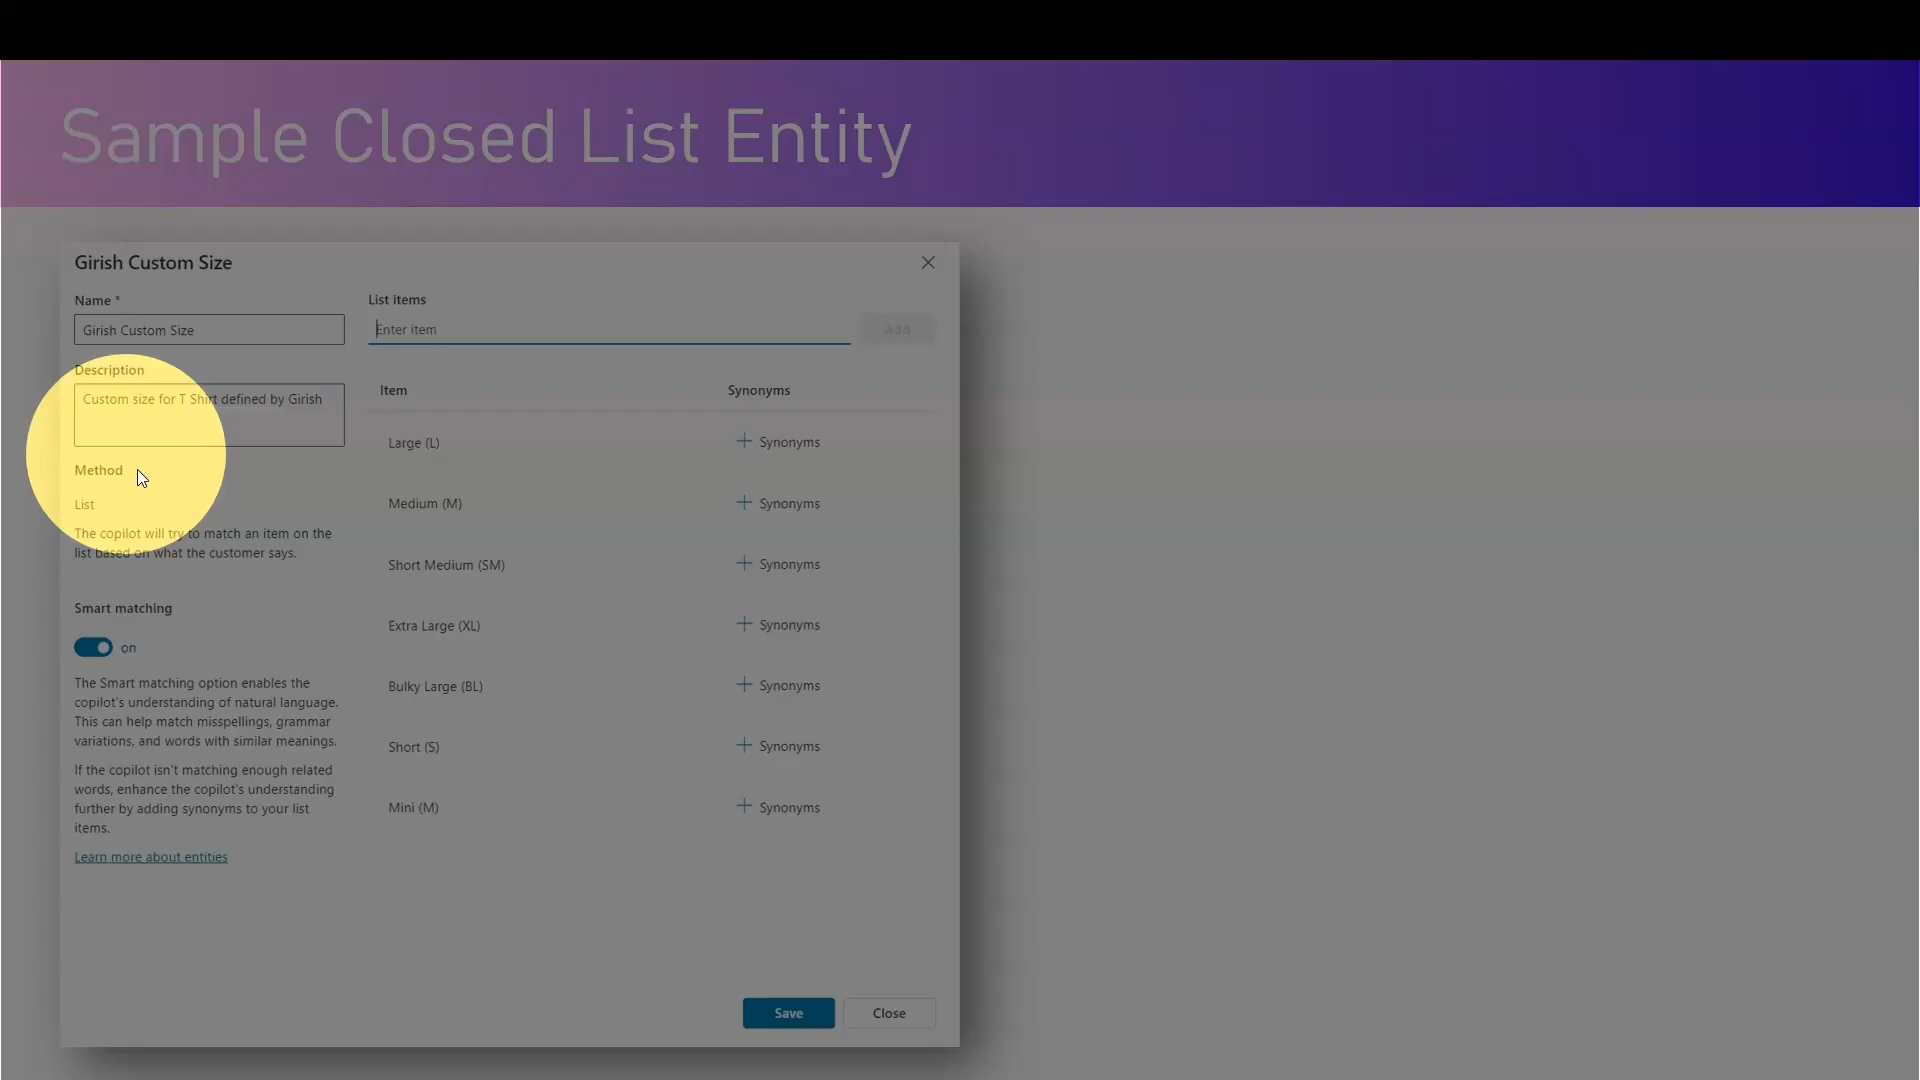 Sample Closed List Entity
Girish Custom Size
Name *
Girish Custom Size
Description
Custom size for T Shirt defined by Girish
Method
List
The copilot will try to match an item on the
list based on what the customer says.
Smart matching
on
The Smart matching option enables the
copilot's understanding of natural language.
This can help match misspellings, grammar
variations, and words with similar meanings.
If the copilot isn't matching enough related
words, enhance the copilot's understanding
further by adding synonyms to your list
items.
Learn more about entities
List items
Enter item
Add
Item Synonyms
Large (L) Synonyms
Medium (M) Synonyms
Short Medium (SM) Synonyms
Extra Large (XL) Synonyms
Bulky Large (BL) Synonyms
Short (S) Synonyms
Mini (M) Synonyms
Save Close